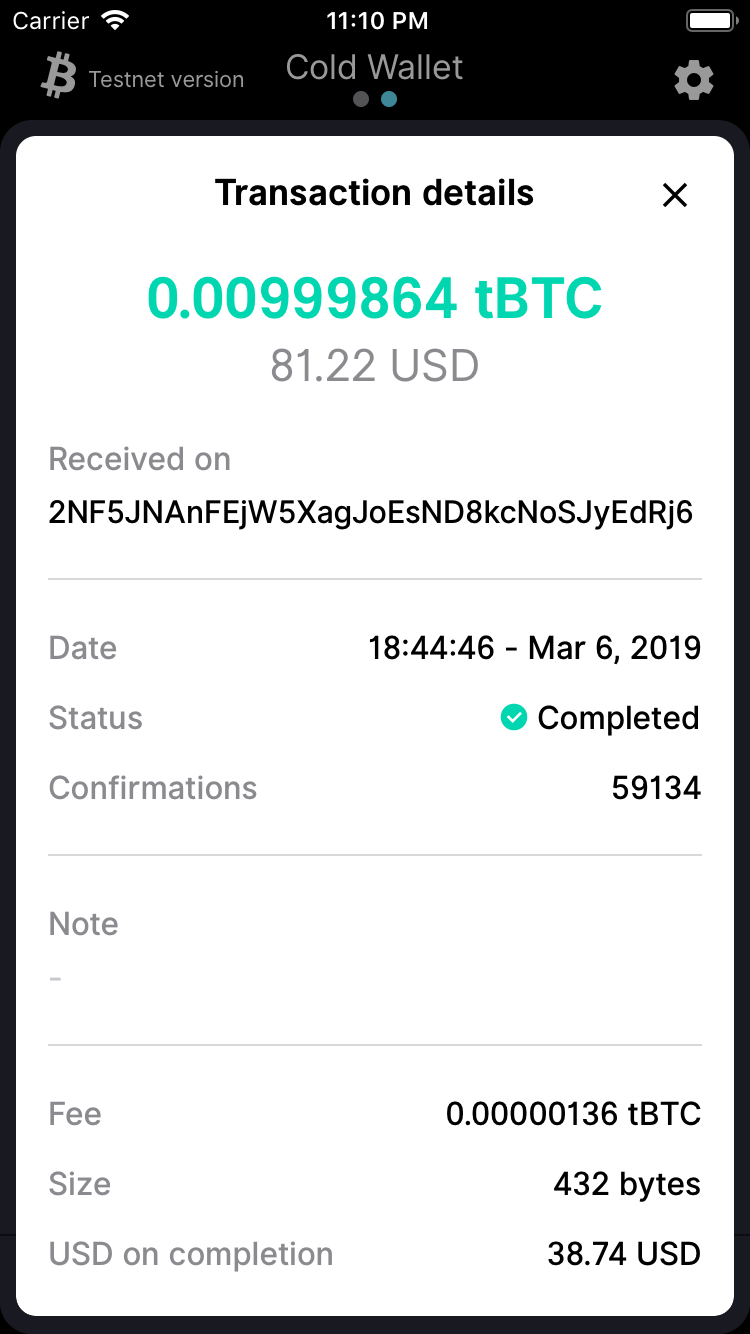 Carrier 11:10 PM
Testnet version Cold Wallet
Transaction details
0.00999864 tBTC
81.22 USD
Received on
2NF5JNAnFEjW5XagJoEsND8kcNoSJyEdRj6
Date 18:44:46 - Mar 6, 2019
Status Completed
Confirmations 59134
Note
-
Fee 0.00000136 tBTC
Size 432 bytes
USD on completion 38.74 USD